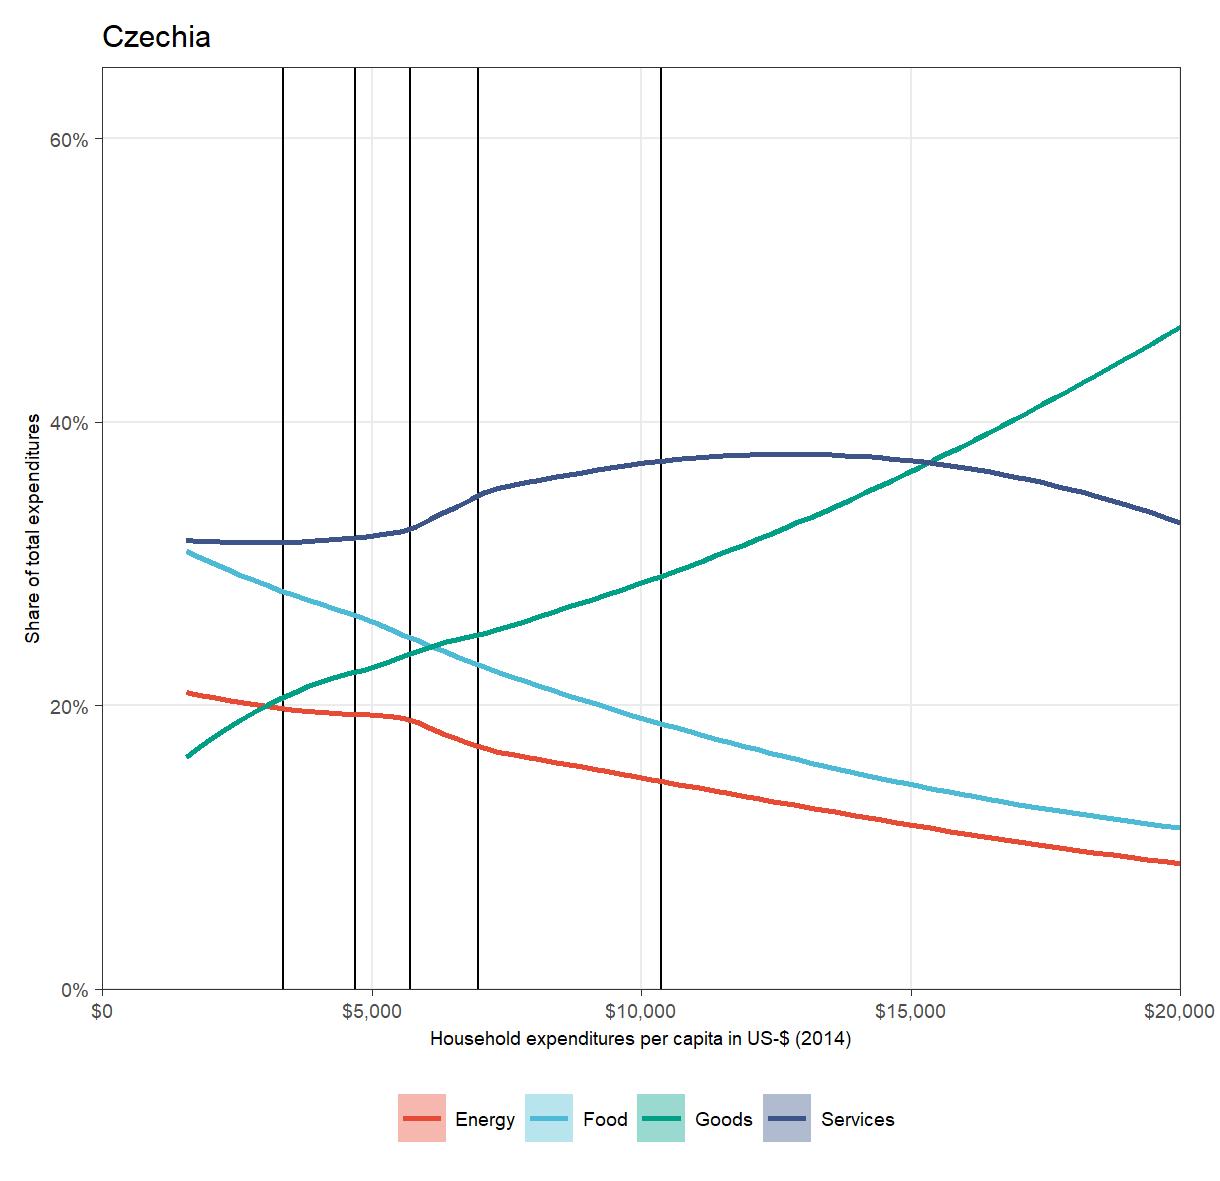 Czechia
60%
40%
20%
0%
Share of total expenditures
$0 $5,000 $10,000 $15,000 $20,000
Household expenditures per capita in US-$ (2014)
Energy Food Goods Services